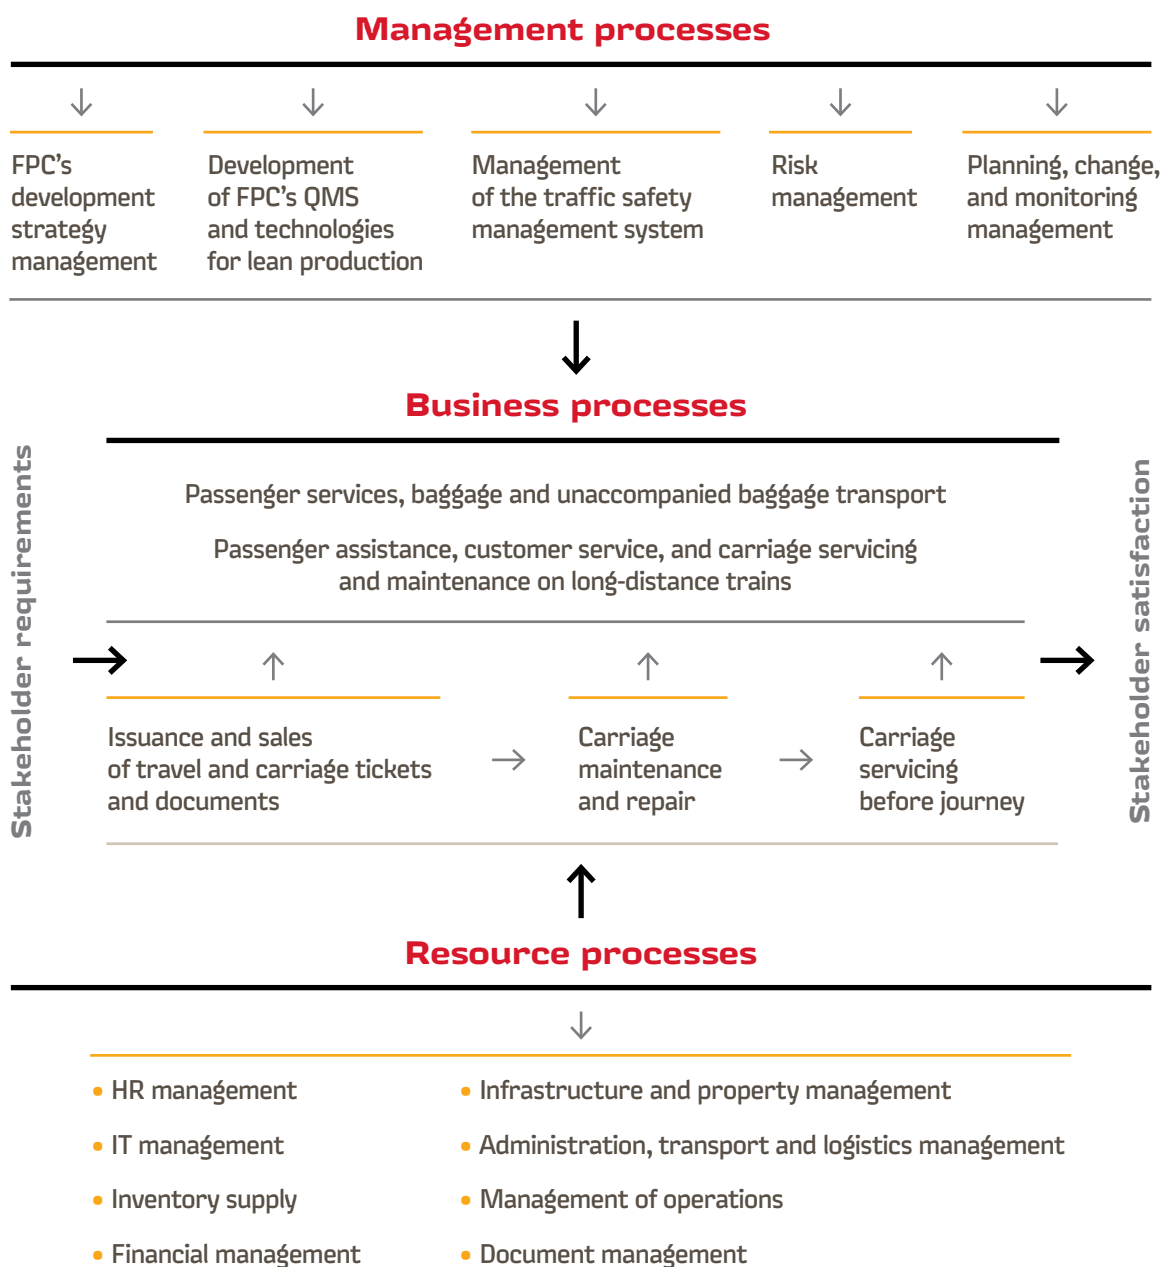 Management processes
FPC's
development
strategy
management
Development
of FPC's QMS
and technologies
for lean production
Management
of the traffic safety
management system
Risk
management
Planning, change,
and monitoring
management
Business processes
Stakeholder requirements
Passenger services, baggage and unaccompanied baggage transport
Passenger assistance, customer service, and carriage servicing
and maintenance on long-distance trains
Issuance and sales
of travel and carriage tickets
and documents
Carriage
maintenance
and repair
Carriage
servicing
before journey
Stakeholder satisfaction
Resource processes
• HR management
• IT management
• Inventory supply
• Financial management
• Infrastructure and property management
• Administration, transport and logistics management
• Management of operations
• Document management